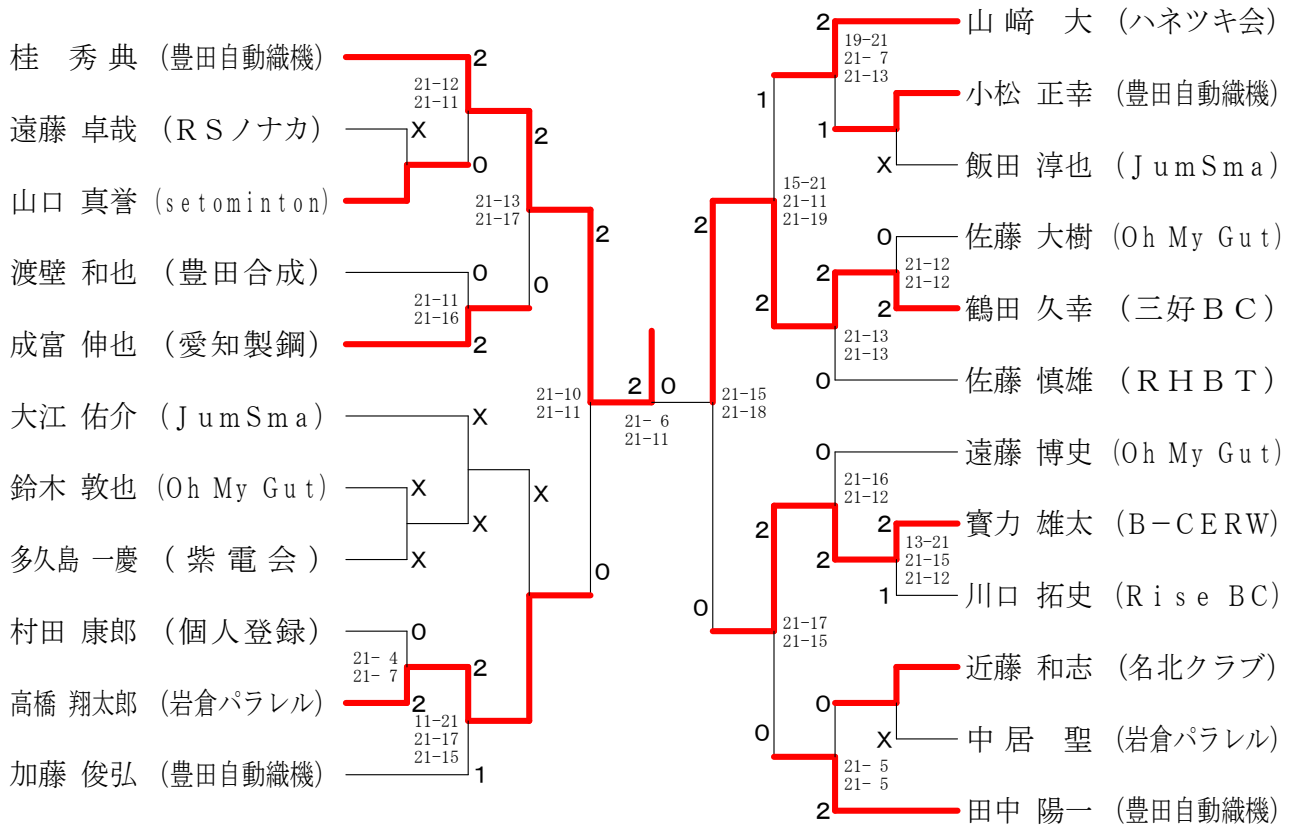 桂 秀典 (豊田自動織機)
2
21-12
21-11
遠藤 卓哉 (RSノナカ)
X
2
0
山口 真誉 (setominton)
21-13
21-17
2
渡壁 和也 (豊田合成)
0
0
21-11
21-16
成富 伸也 (愛知製鋼)
2
大江 佑介 (JumSma)
X
21-10
21-11
鈴木 敦也 (Oh My Gut)
X
X
X
多久島 一慶 (紫電会)
X
0
村田 康郎 (個人登録)
0
21- 4
21- 7
2
高橋 翔太郎 (岩倉パラレル)
2
11-21
21-17
21-15
加藤 俊弘 (豊田自動織機)
1
2
0
21- 6
21-11
2
山﨑 大 (ハネツキ会)
19-21
21- 7
21-13
1
小松 正幸 (豊田自動織機)
1
X
飯田 淳也 (JumSma)
15-21
21-11
21-19
2
0
佐藤 大樹 (Oh My Gut)
21-12
21-12
2
2
2
鶴田 久幸 (三好BC)
21-13
21-13
0
佐藤 慎雄 (RHBT)
21-15
21-18
0
遠藤 博史 (Oh My Gut)
21-16
21-12
2
2
寳力 雄太 (B-CERW)
13-21
21-15
21-12
2
1
川口 拓史 (Rise BC)
0
21-17
21-15
近藤 和志 (名北クラブ)
0
0
X
中居 聖 (岩倉パラレル)
21- 5
21- 5
2
田中 陽一 (豊田自動織機)